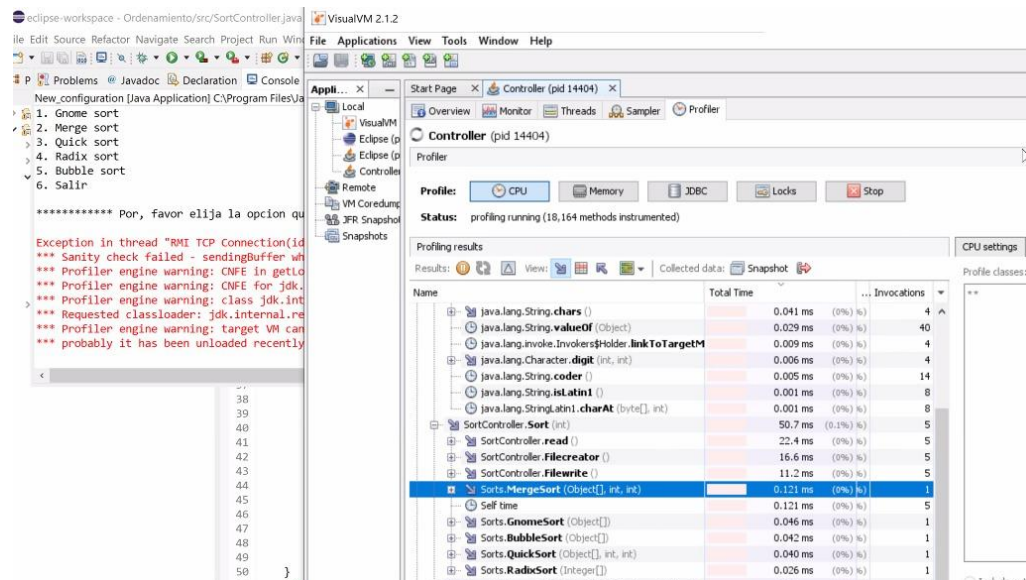 eclipse-workspace - Ordenamiento/src/SortController.java
File Edit Source Refactor Navigate Search Project Run
Problems @ Javadoc Declaration Console
New_configuration [Java Application] C:\Program Files\Ja
1. Gnome sort
2. Merge sort
3. Quick sort
4. Radix sort
5. Bubble sort
6. Salir
************ Por, favor elija la opcion qu
Exception in thread "RMI TCP Connection(id
*** Sanity check failed - sendingBuffer wh
*** Profiler engine warning: CNFE in getLo
*** Profiler engine warning: CNFE for jdk.
*** Profiler engine warning: class jdk.int
*** Requested classloader: jdk.internal.re
*** Profiler engine warning: target VM can
*** probably it has been unloaded recently
38
39
40
41
42
43
44
45
46
47
48
49
50 }
VisualVM 2.1.2
File Applications View Tools Window Help
Appli... ×
Local
VisualVM
Eclipse (p
Eclipse (p
Controller
Remote
VM Coredump
JFR Snapshot
Snapshots
Start Page × Controller (pid 14404) ×
Overview Monitor Threads Sampler Profiler
Controller (pid 14404)
Profiler
Profile: CPU Memory JDBC Locks Stop
Status: profiling running (18,164 methods instrumented)
Profiling results CPU settings
Results: View: Collected data: Snapshot
Profile classes:
**
Name Total Time ... Invocations
java.lang.String.chars () 0.041 ms (0%) 4
java.lang.String.valueOf (Object) 0.029 ms (0%) 40
java.lang.invoke.Invokers$Holder.linkToTargetM 0.009 ms (0%) 4
java.lang.Character.digit (int, int) 0.006 ms (0%) 4
java.lang.String.coder () 0.005 ms (0%) 14
java.lang.String.isLatin1 () 0.001 ms (0%) 8
java.lang.StringLatin1.charAt (byte[], int) 0.001 ms (0%) 8
SortController.Sort (int) 50.7 ms (0.1%) 5
SortController.read () 22.4 ms (0%) 5
SortController.Filecreator () 16.6 ms (0%) 5
SortController.Filewrite () 11.2 ms (0%) 5
Sorts.MergeSort (Object[], int, int) 0.121 ms (0%) 1
Self time 0.121 ms (0%) 5
Sorts.GnomeSort (Object[]) 0.046 ms (0%) 1
Sorts.BubbleSort (Object[]) 0.042 ms (0%) 1
Sorts.QuickSort (Object[], int, int) 0.040 ms (0%) 1
Sorts.RadixSort (Integer[]) 0.026 ms (0%) 1